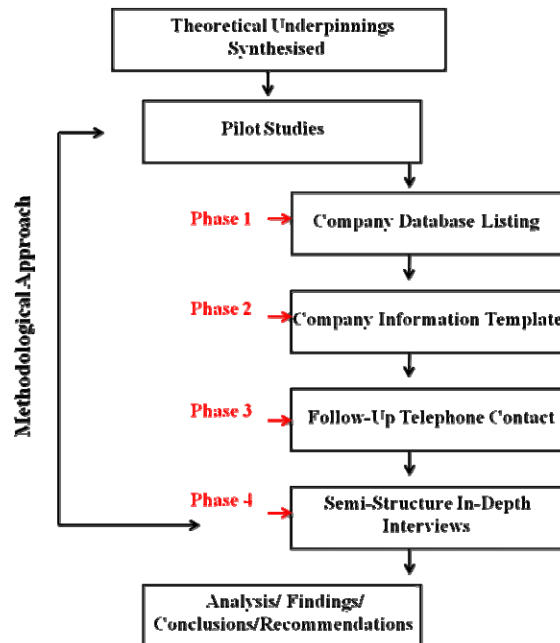 Theoretical Underpinnings
Synthesised
Pilot Studies
Methodological Approach
Phase 1
Company Database Listing
Phase 2
Company Information Template
Phase 3
Follow-Up Telephone Contact
Phase 4
Semi-Structure In-Depth
Interviews
Analysis/ Findings/
Conclusions/Recommendations